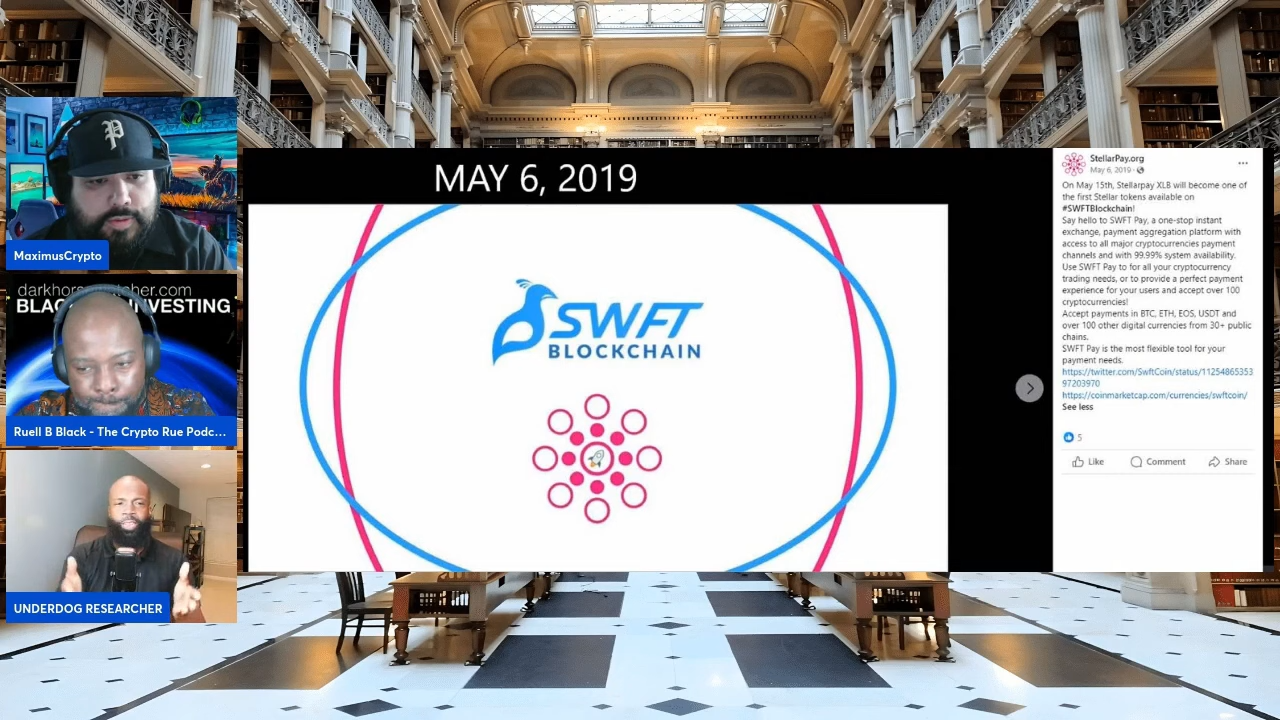 MaximusCrypto
darkhorsewatcher.com
INVESTING
Ruell B Black - The Crypto Rue Podc...
UNDERDOG RESEARCHER
MAY 6, 2019
SWFT
BLOCKCHAIN
StellarPay.org
May 6, 2019 ·
On May 15th, Stellarpay XLB will become one of
the first Stellar tokens available on
#SWFTBlockchain!
Say hello to SWFT Pay, a one-stop instant
exchange, payment aggregation platform with
access to all major cryptocurrencies payment
channels and with 99.99% system availability.
Use SWFT Pay to for all your cryptocurrency
trading needs, or to provide a perfect payment
experience for your users and accept over 100
cryptocurrencies!
Accept payments in BTC, ETH, EOS, USDT and
over 100 other digital currencies from 30+ public
chains.
SWFT Pay is the most flexible tool for your
payment needs.
https://twitter.com/SwftCoin/status/11254865353
97203970
https://coinmarketcap.com/currencies/swftcoin/
See less
5
Like Comment Share